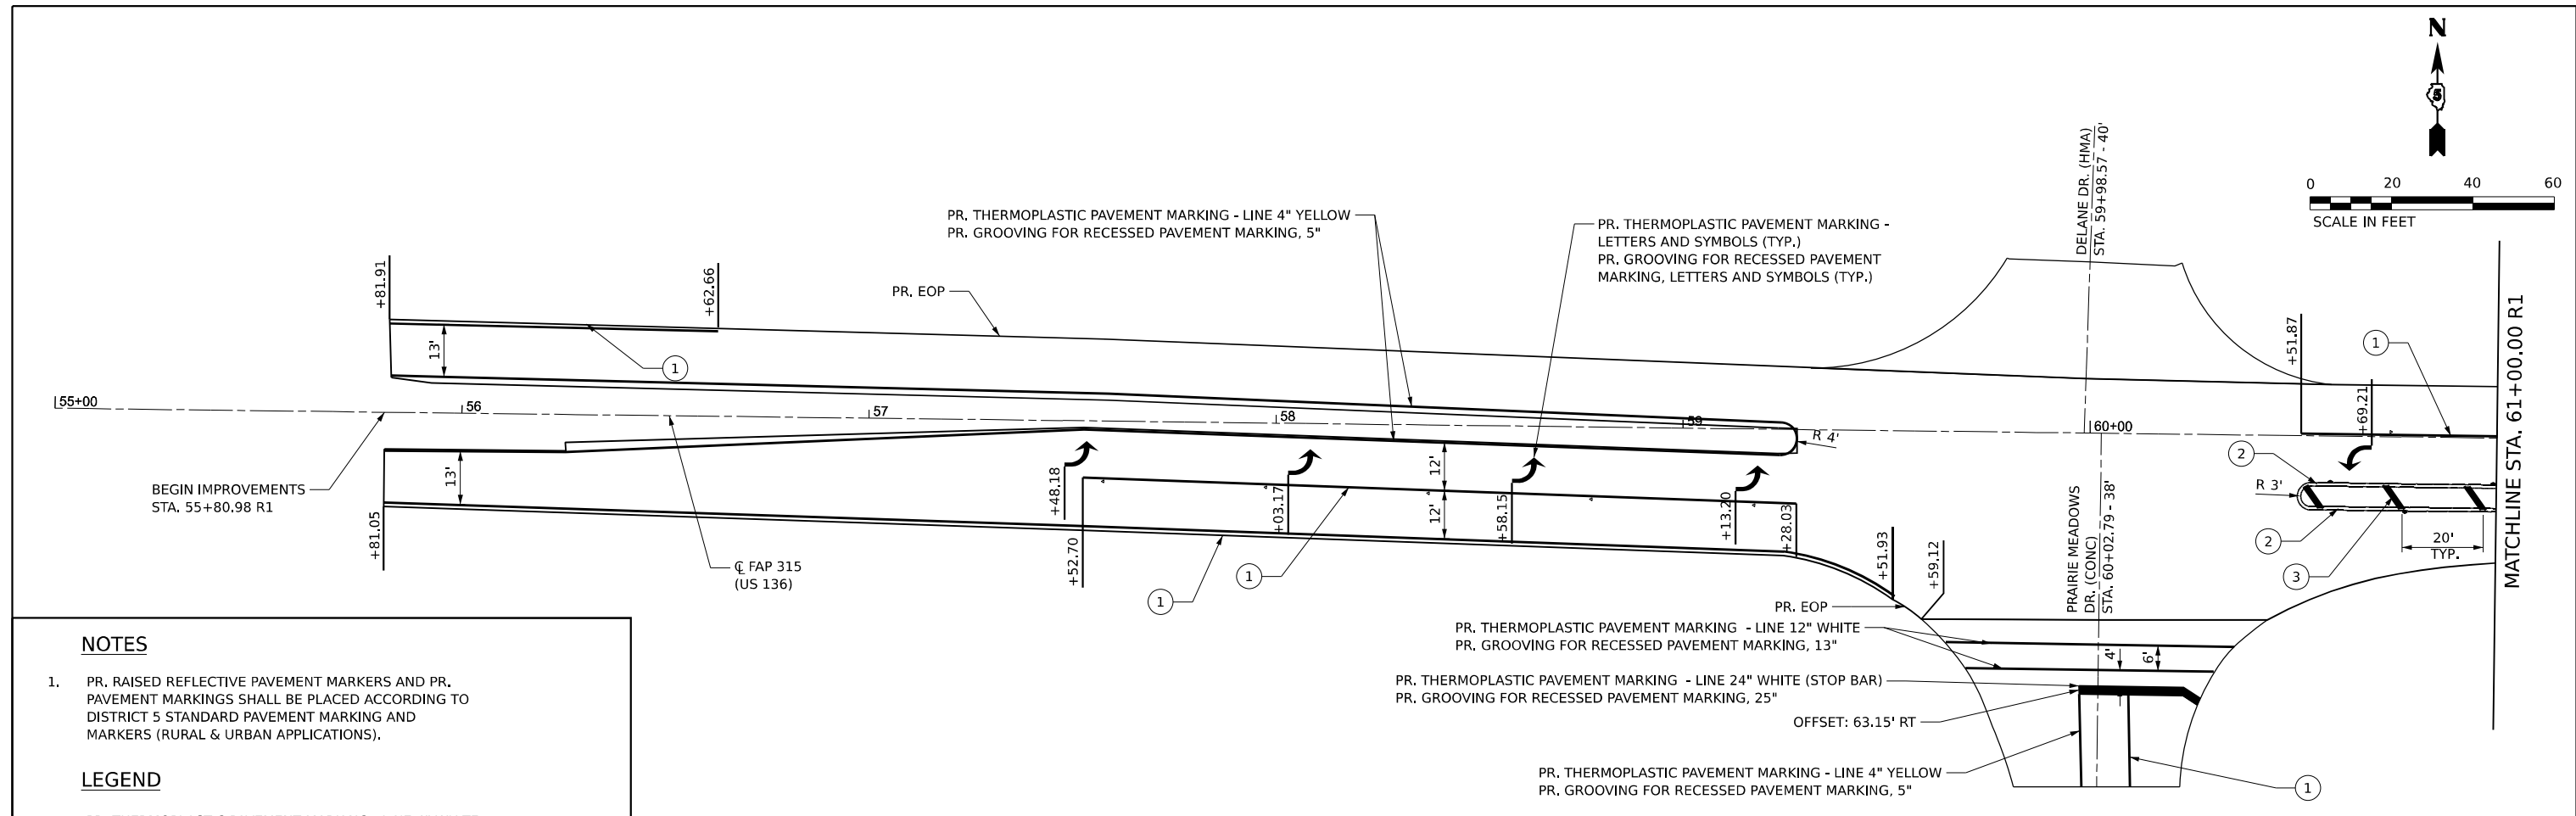 N
5
0 20 40 60
SCALE IN FEET
DELANE DR. (HMA)
STA. 59+98.57 - 40'
PR. THERMOPLASTIC PAVEMENT MARKING - LINE 4" YELLOW
PR. GROOVING FOR RECESSED PAVEMENT MARKING, 5"
PR. THERMOPLASTIC PAVEMENT MARKING -
LETTERS AND SYMBOLS (TYP.)
PR. GROOVING FOR RECESSED PAVEMENT
MARKING, LETTERS AND SYMBOLS (TYP.)
+81.91
+62.66
PR. EOP
13'
1
+51.87
1
+69.21
MATCHLINE STA. 61+00.00 R1
55+00
56
57
58
59
60+00
R 4'
2
R 3'
BEGIN IMPROVEMENTS
STA. 55+80.98 R1
13'
12'
12'
+81.05
+48.18
+52.70
+03.17
+58.15
+13.20
+28.03
+51.93
+59.12
℄ FAP 315
(US 136)
1
1
2
20'
TYP.
3
PRAIRIE MEADOWS
DR. (CONC)
STA. 60+02.79 - 38'
PR. EOP
PR. THERMOPLASTIC PAVEMENT MARKING - LINE 12" WHITE
PR. GROOVING FOR RECESSED PAVEMENT MARKING, 13"
4'
6'
PR. THERMOPLASTIC PAVEMENT MARKING - LINE 24" WHITE (STOP BAR)
PR. GROOVING FOR RECESSED PAVEMENT MARKING, 25"
OFFSET: 63.15' RT
PR. THERMOPLASTIC PAVEMENT MARKING - LINE 4" YELLOW
PR. GROOVING FOR RECESSED PAVEMENT MARKING, 5"
1
NOTES
1. PR. RAISED REFLECTIVE PAVEMENT MARKERS AND PR.
PAVEMENT MARKINGS SHALL BE PLACED ACCORDING TO
DISTRICT 5 STANDARD PAVEMENT MARKING AND
MARKERS (RURAL & URBAN APPLICATIONS).
LEGEND